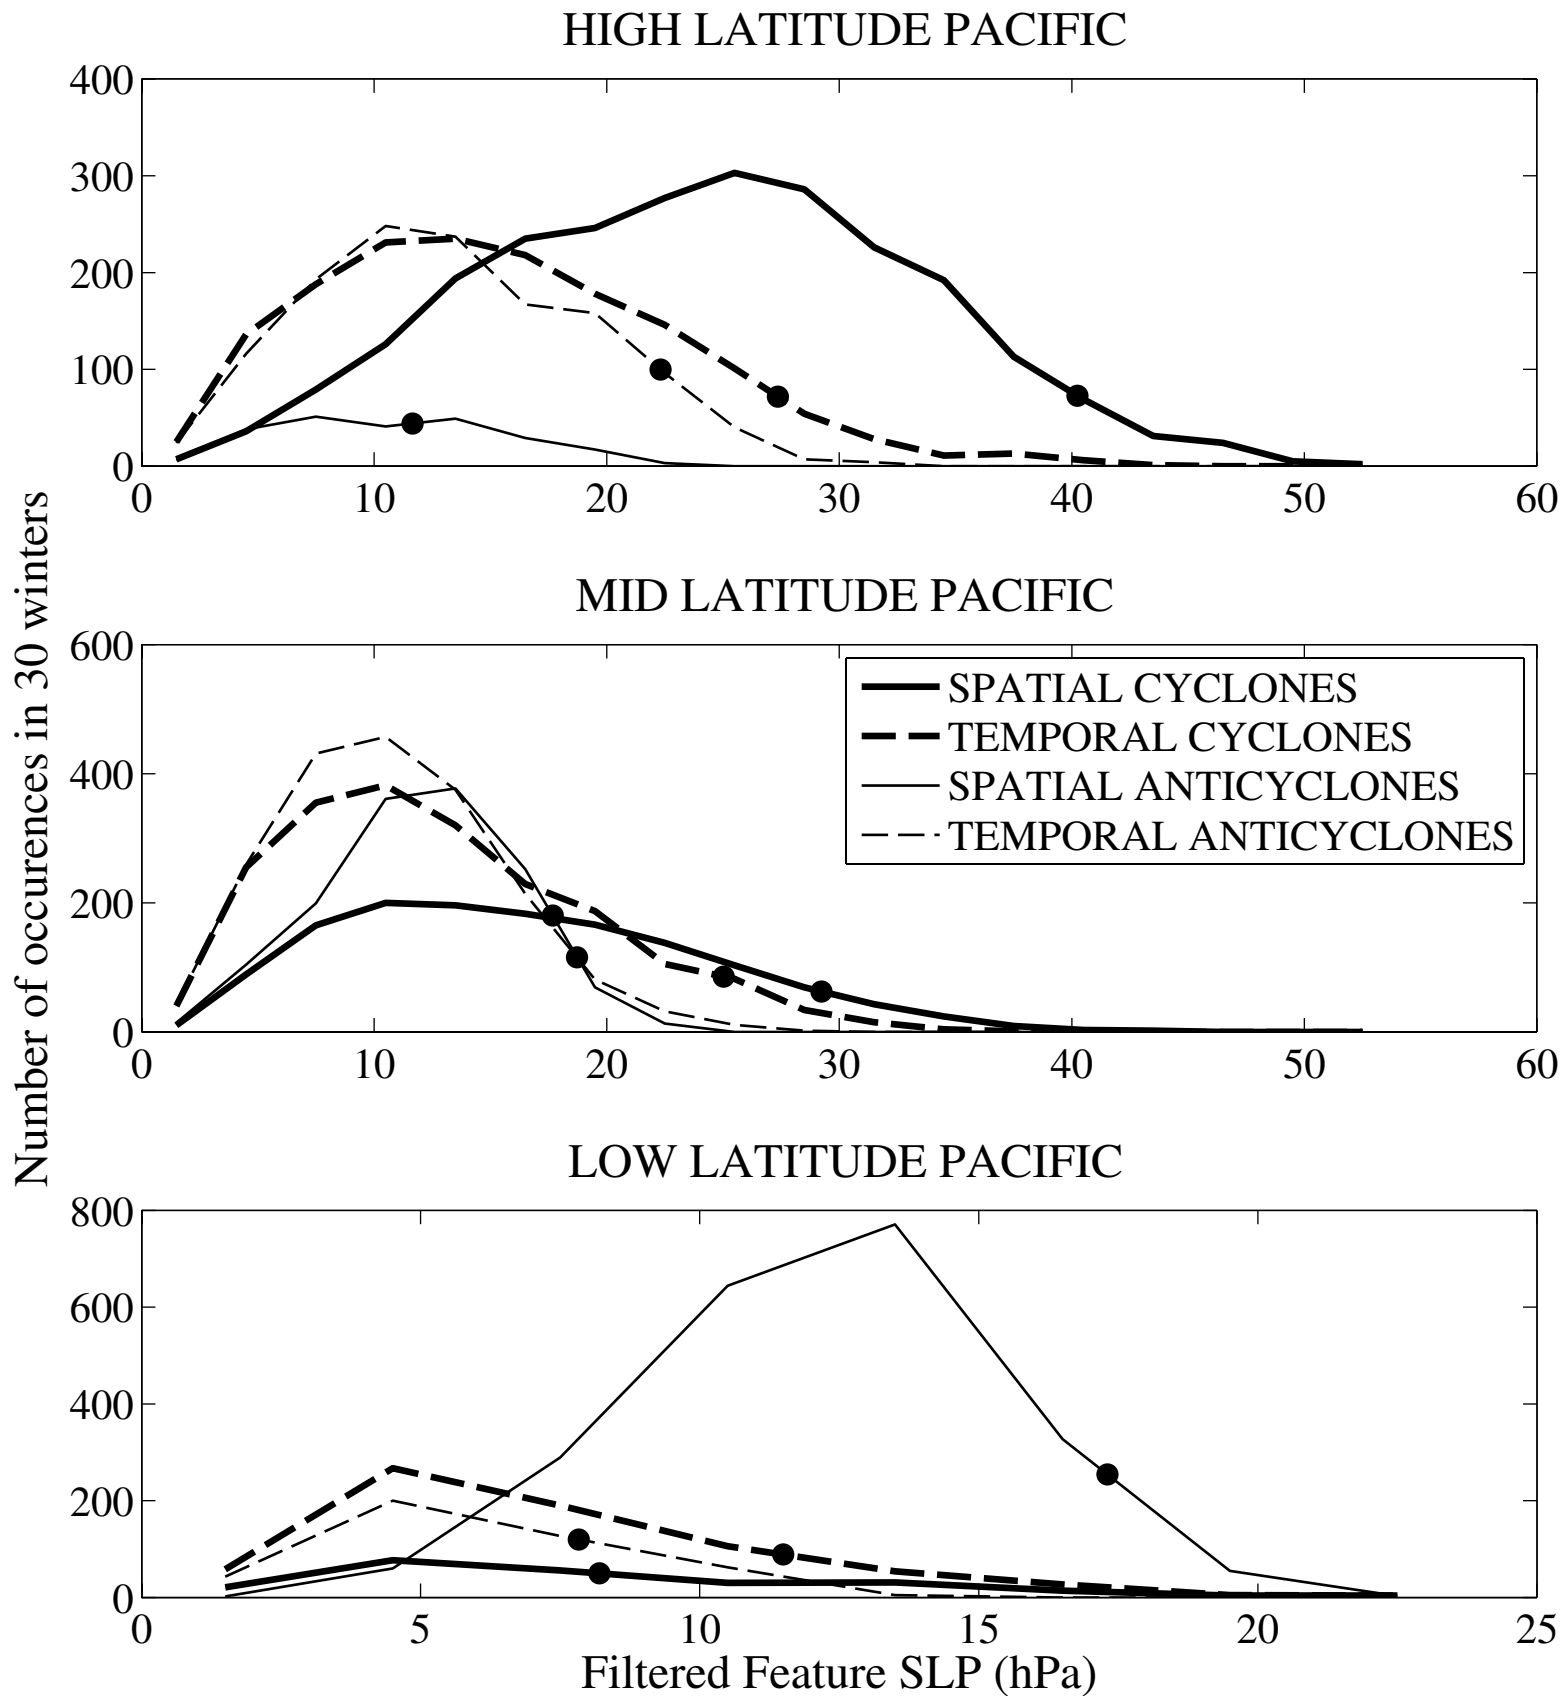 HIGH LATITUDE PACIFIC
400
300
200
100
0
0 10 20 30 40 50 60
Number of occurences in 30 winters
MID LATITUDE PACIFIC
600
400
200
0
SPATIAL CYCLONES
TEMPORAL CYCLONES
SPATIAL ANTICYCLONES
TEMPORAL ANTICYCLONES
0 10 20 30 40 50 60
LOW LATITUDE PACIFIC
800
600
400
200
0
0 5 10 15 20 25
Filtered Feature SLP (hPa)